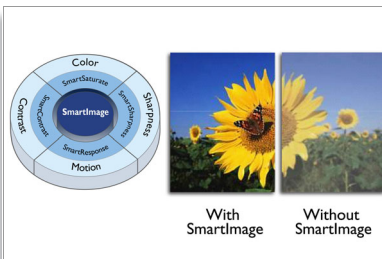 Color
SmartSaturate
Contrast
SmartContrast
SmartImage
SmartSharpness
Sharpness
SmartResponse
Motion
With
SmartImage
Without
SmartImage